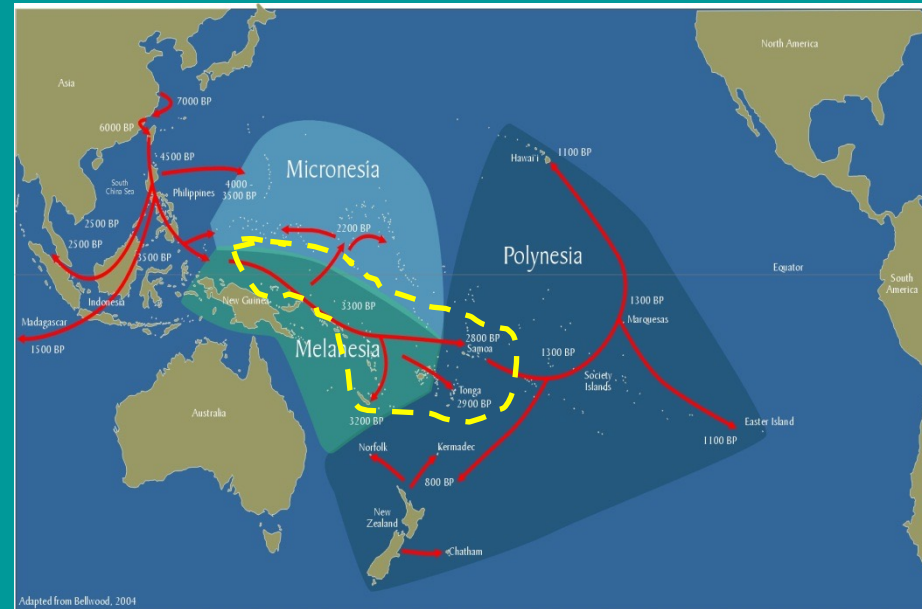 North America
Asia
7000 BP
6000 BP
4500 BP
Hawai'i
1100 BP
Micronesia
South
China Sea
Philippines
4000 -
3500 BP
2500 BP
2200 BP
2500 BP
3500 BP
Polynesia
Equator
South
America
Indonesia
New Guinea
3300 BP
1300 BP
Madagascar
Marquesas
1500 BP
Melanesia
2800 BP
Samoa
1300 BP
Society
Islands
Tonga
2900 BP
Australia
3200 BP
Easter Island
1100 BP
Norfolk
Kermadec
800 BP
New
Zealand
Chatham
Adapted from Bellwood, 2004